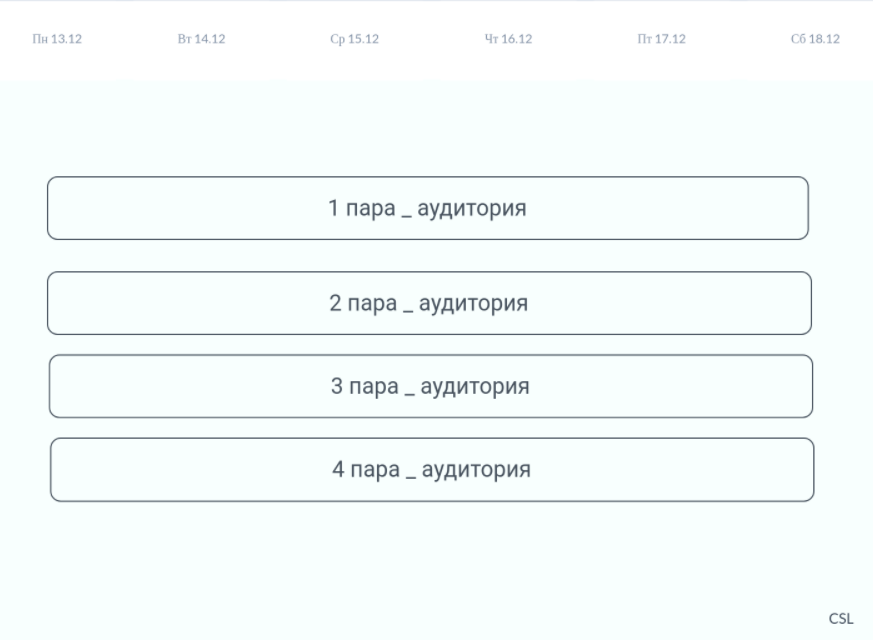 Пн 13.12 Вт 14.12 Ср 15.12 Чт 16.12 Пт 17.12 Сб 18.12
1 пара _ аудитория
2 пара _ аудитория
3 пара _ аудитория
4 пара _ аудитория
CSL